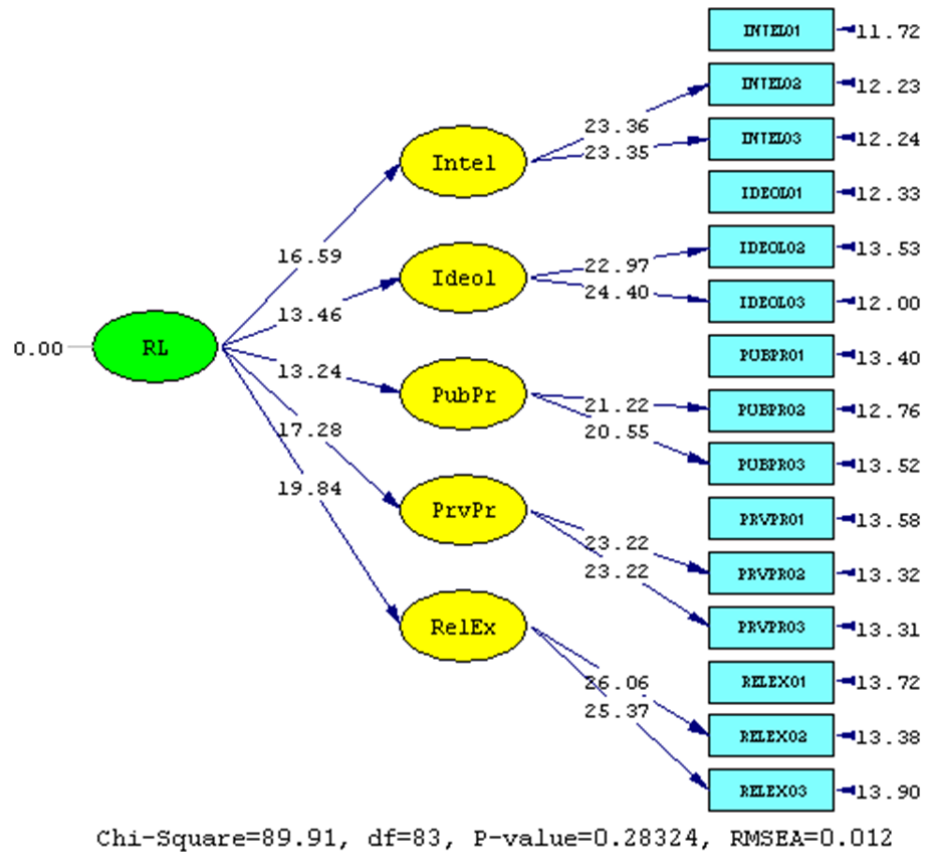 INTEL01 11.72
INTEL02 12.23
23.36
INTEL03 12.24
23.35
Intel
IDEOL01 12.33
IDEOL02 13.53
16.59
22.97
Ideol
24.40
IDEOL03 12.00
13.46
0.00 RL
PUBPR01 13.40
13.24
PubPr
21.22
PUBPR02 12.76
17.28
20.55
PUBPR03 13.52
19.84
PrvPr
PRVPR01 13.58
23.22
PRVPR02 13.32
23.22
RelEx
PRVPR03 13.31
RELEX01 13.72
26.06
25.37
RELEX02 13.38
RELEX03 13.90
Chi-Square=89.91, df=83, P-value=0.28324, RMSEA=0.012